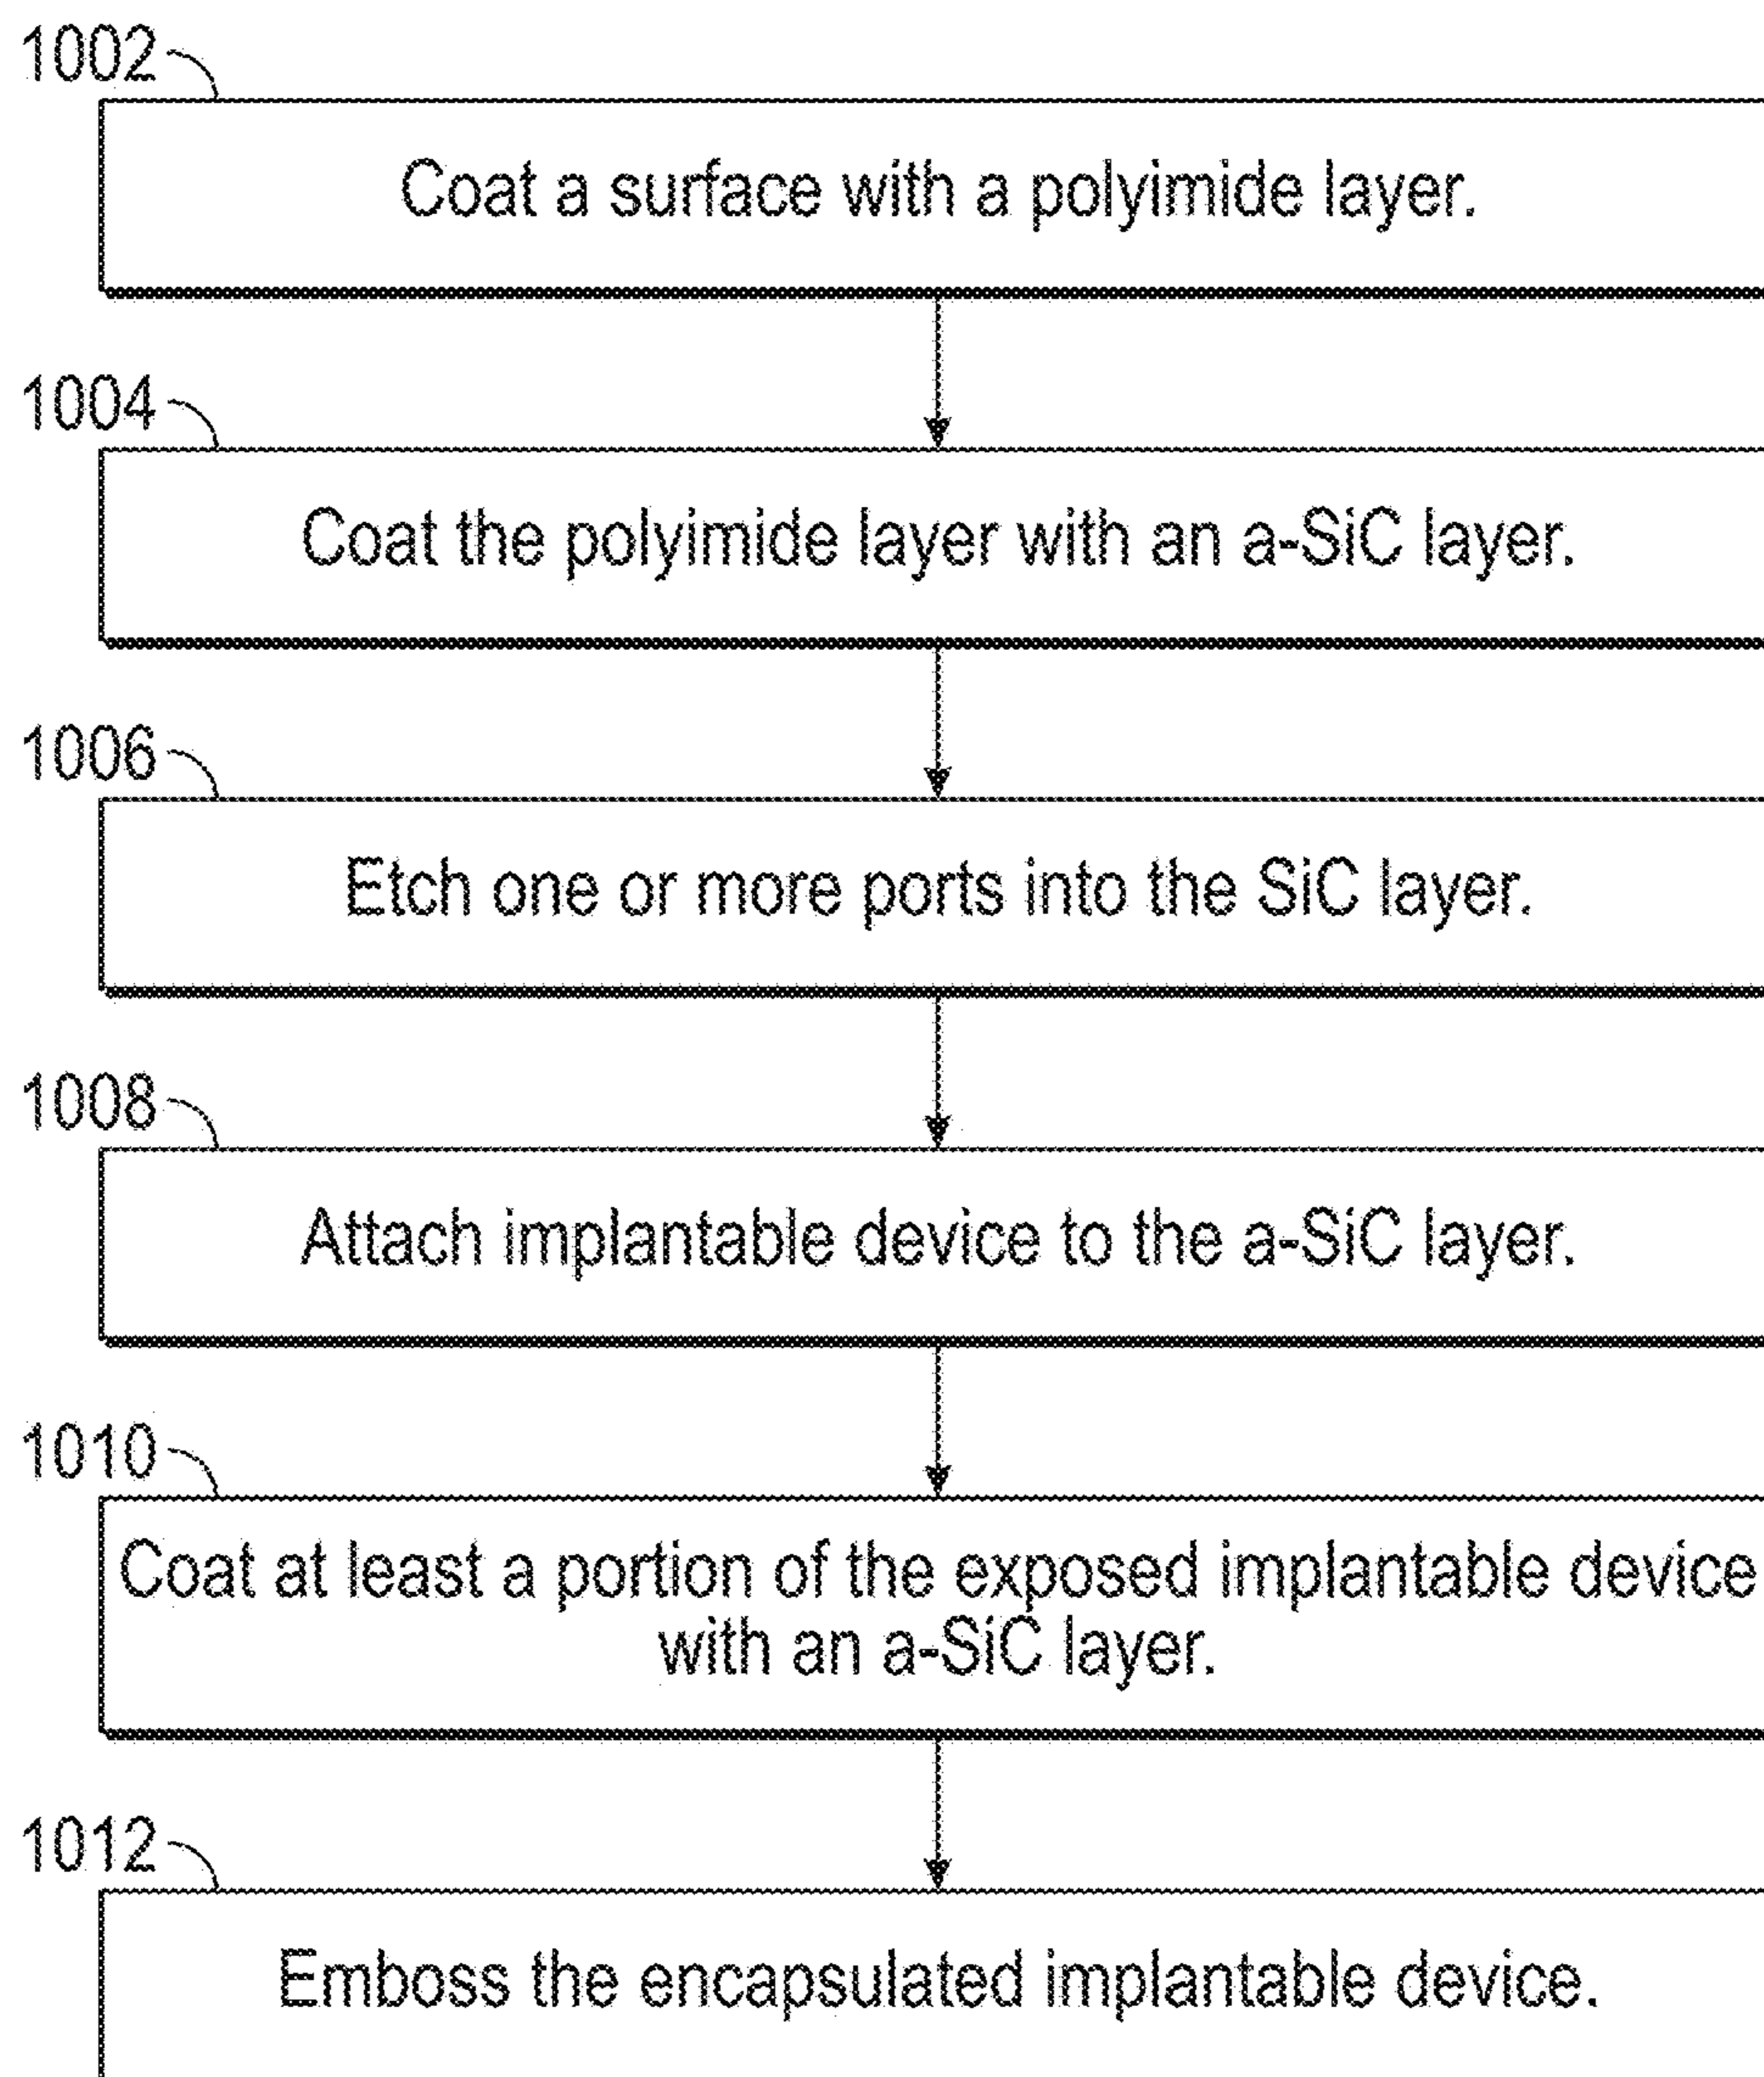 1002
Coat a surface with a polyimide layer.
1004
Coat the polyimide layer with an a-SiC layer.
1006
Etch one or more ports into the SiC layer.
1008
Attach implantable device to the a-SiC layer.
1010
Coat at least a portion of the exposed implantable device
with an a-SiC layer.
1012
Emboss the encapsulated implantable device.